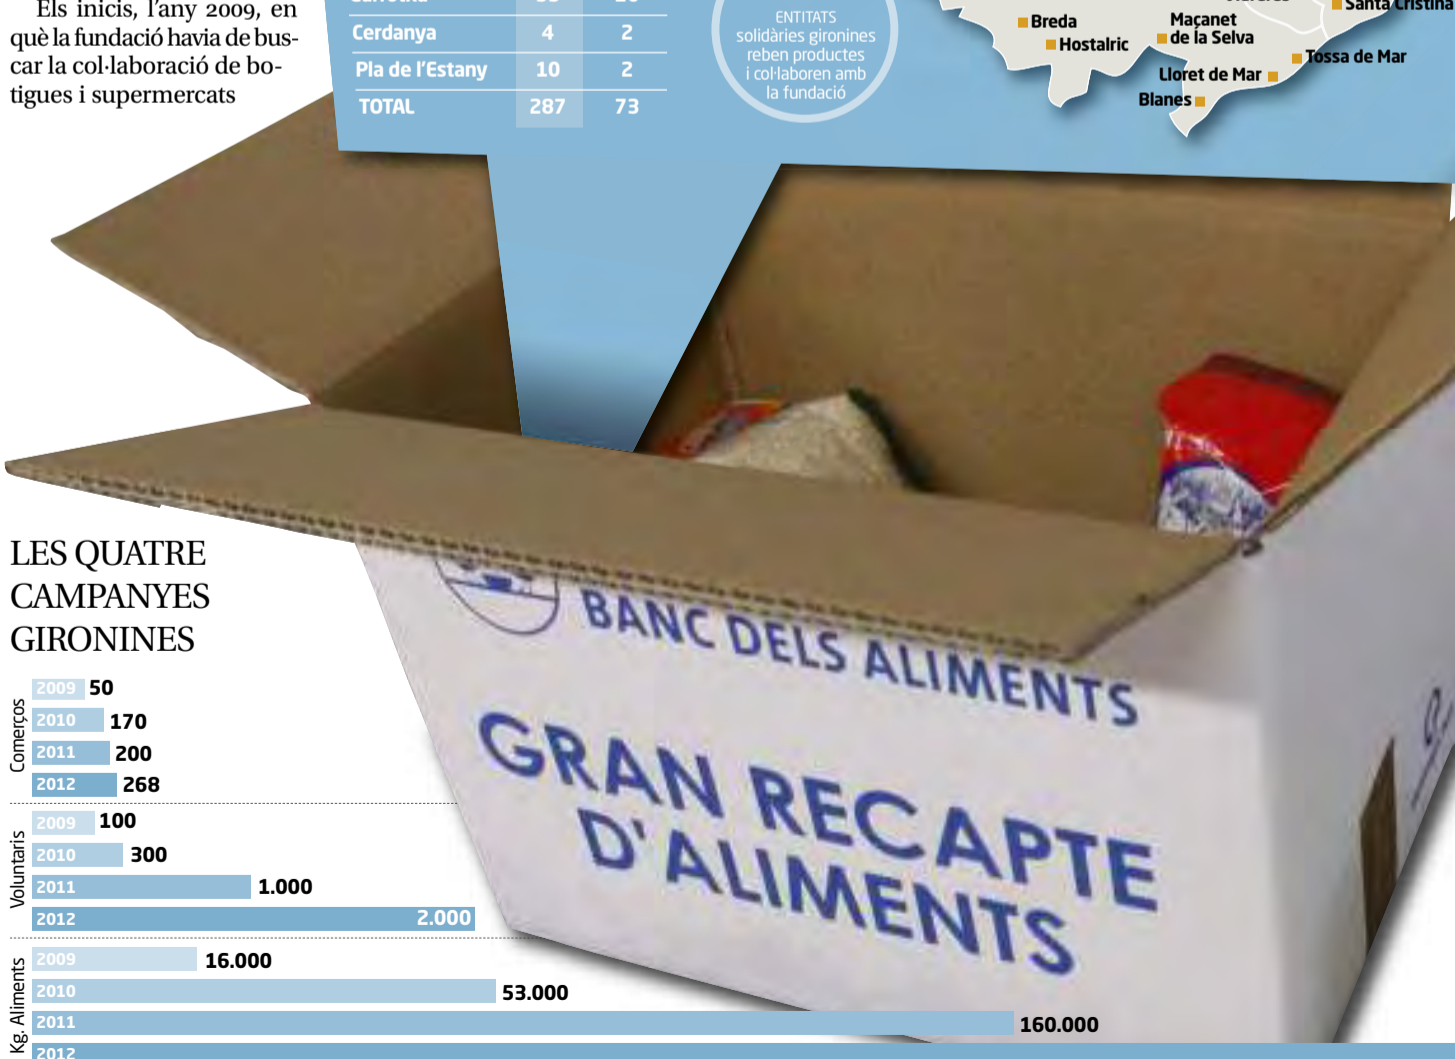 Els inicis, l'any 2009, en
què la fundació havia de bus-
car la col·laboració de bo-
tigues i supermercats
Cerdanya 4 2
Pla de l'Estany 10 2
TOTAL 287 73
ENTITATS
solidàries gironines
reben productes
i col·laboren amb
la fundació
Santa Cristina
Breda
Hostalric
Maçanet
de la Selva
Tossa de Mar
Lloret de Mar
Blanes
BANC DELS ALIMENTS
GRAN RECAPTE
D'ALIMENTS
LES QUATRE
CAMPANYES
GIRONINES
Comerços
2009 50
2010 170
2011 200
2012 268
Voluntaris
2009 100
2010 300
2011 1.000
2012 2.000
Kg. Aliments
2009 16.000
2010 53.000
2011 160.000
2012